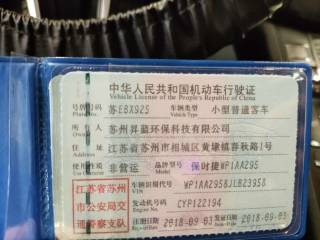 中华人民共和国机动车行驶证
Vehicle License of the People's Republic of China
号牌号码 苏E8X925 车辆类型 小型普通客车
Plate No. Vehicle Type
所有人 苏州昇蓝环保科技有限公司
Owner
住址 江苏省苏州市相城区黄埭镇春秋路1号
Address
使用性质 非营运 品牌型号 保时捷WP1AA295
Use Character Model
江苏省苏州
市公安局交
通警察支队
车辆识别代号 WP1AA2958JLB23958
VIN
发动机号码 CYP122194
Engine No.
注册日期 2018-09-03 发证日期 2018-09-03
Register Date Issue Date